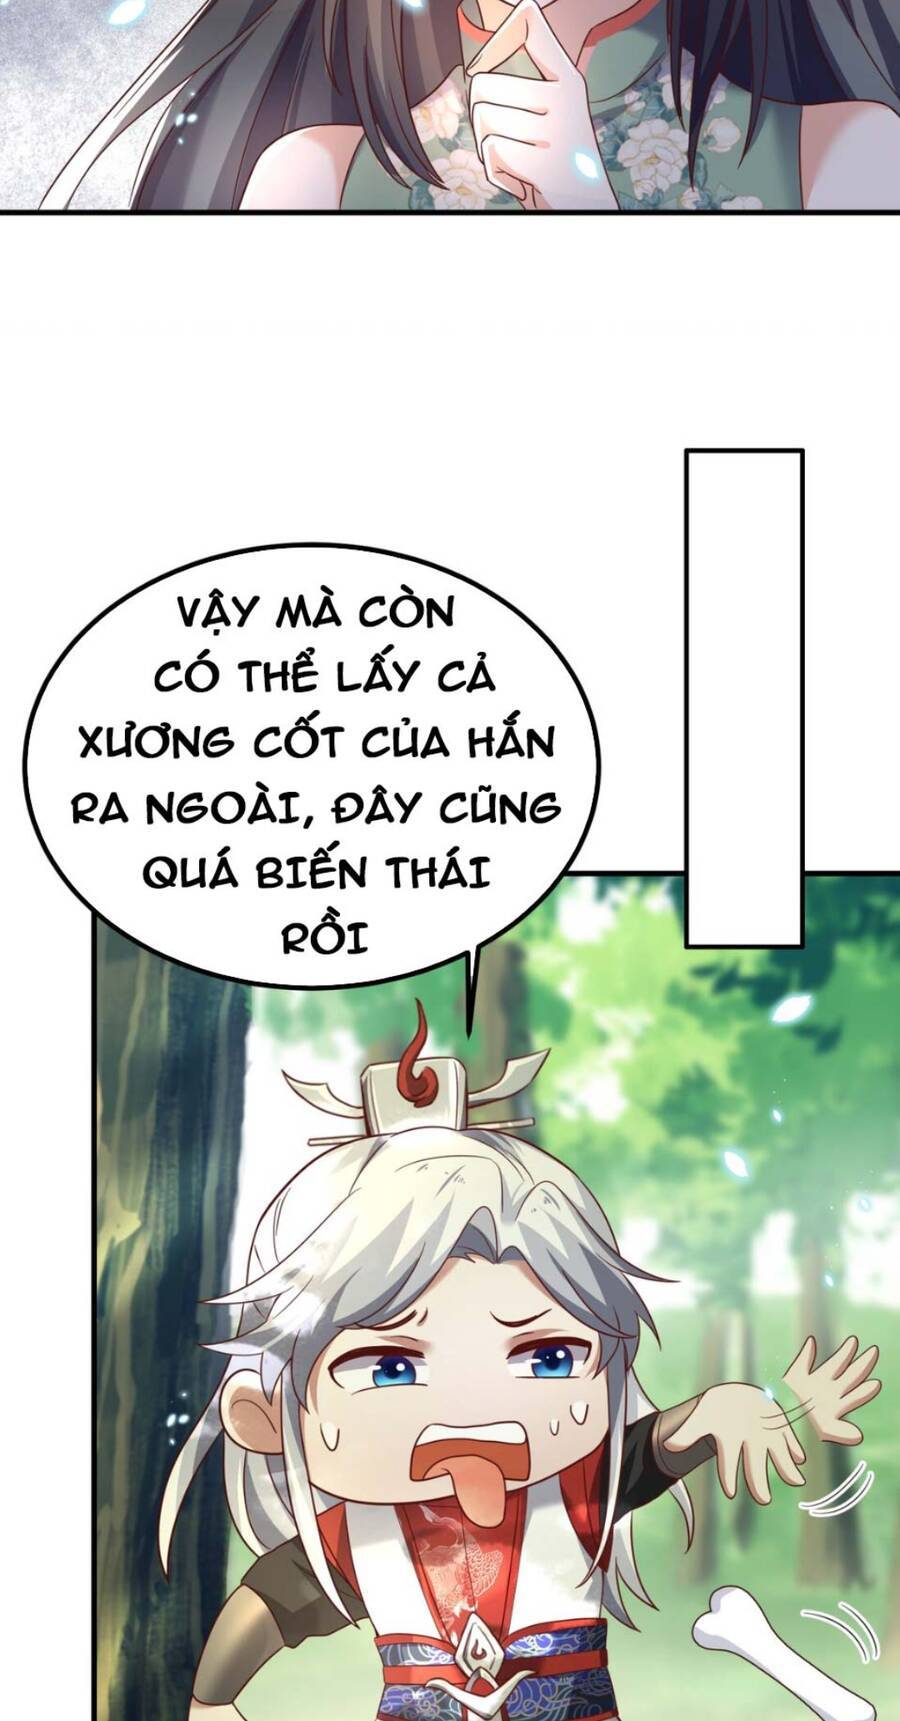 VẬY MÀ CÒN
CÓ THỂ LẤY CẢ
XƯƠNG CỐT CỦA HẮN
RA NGOÀI, ĐÂY CŨNG
QUÁ BIẾN THÁI
RỒI